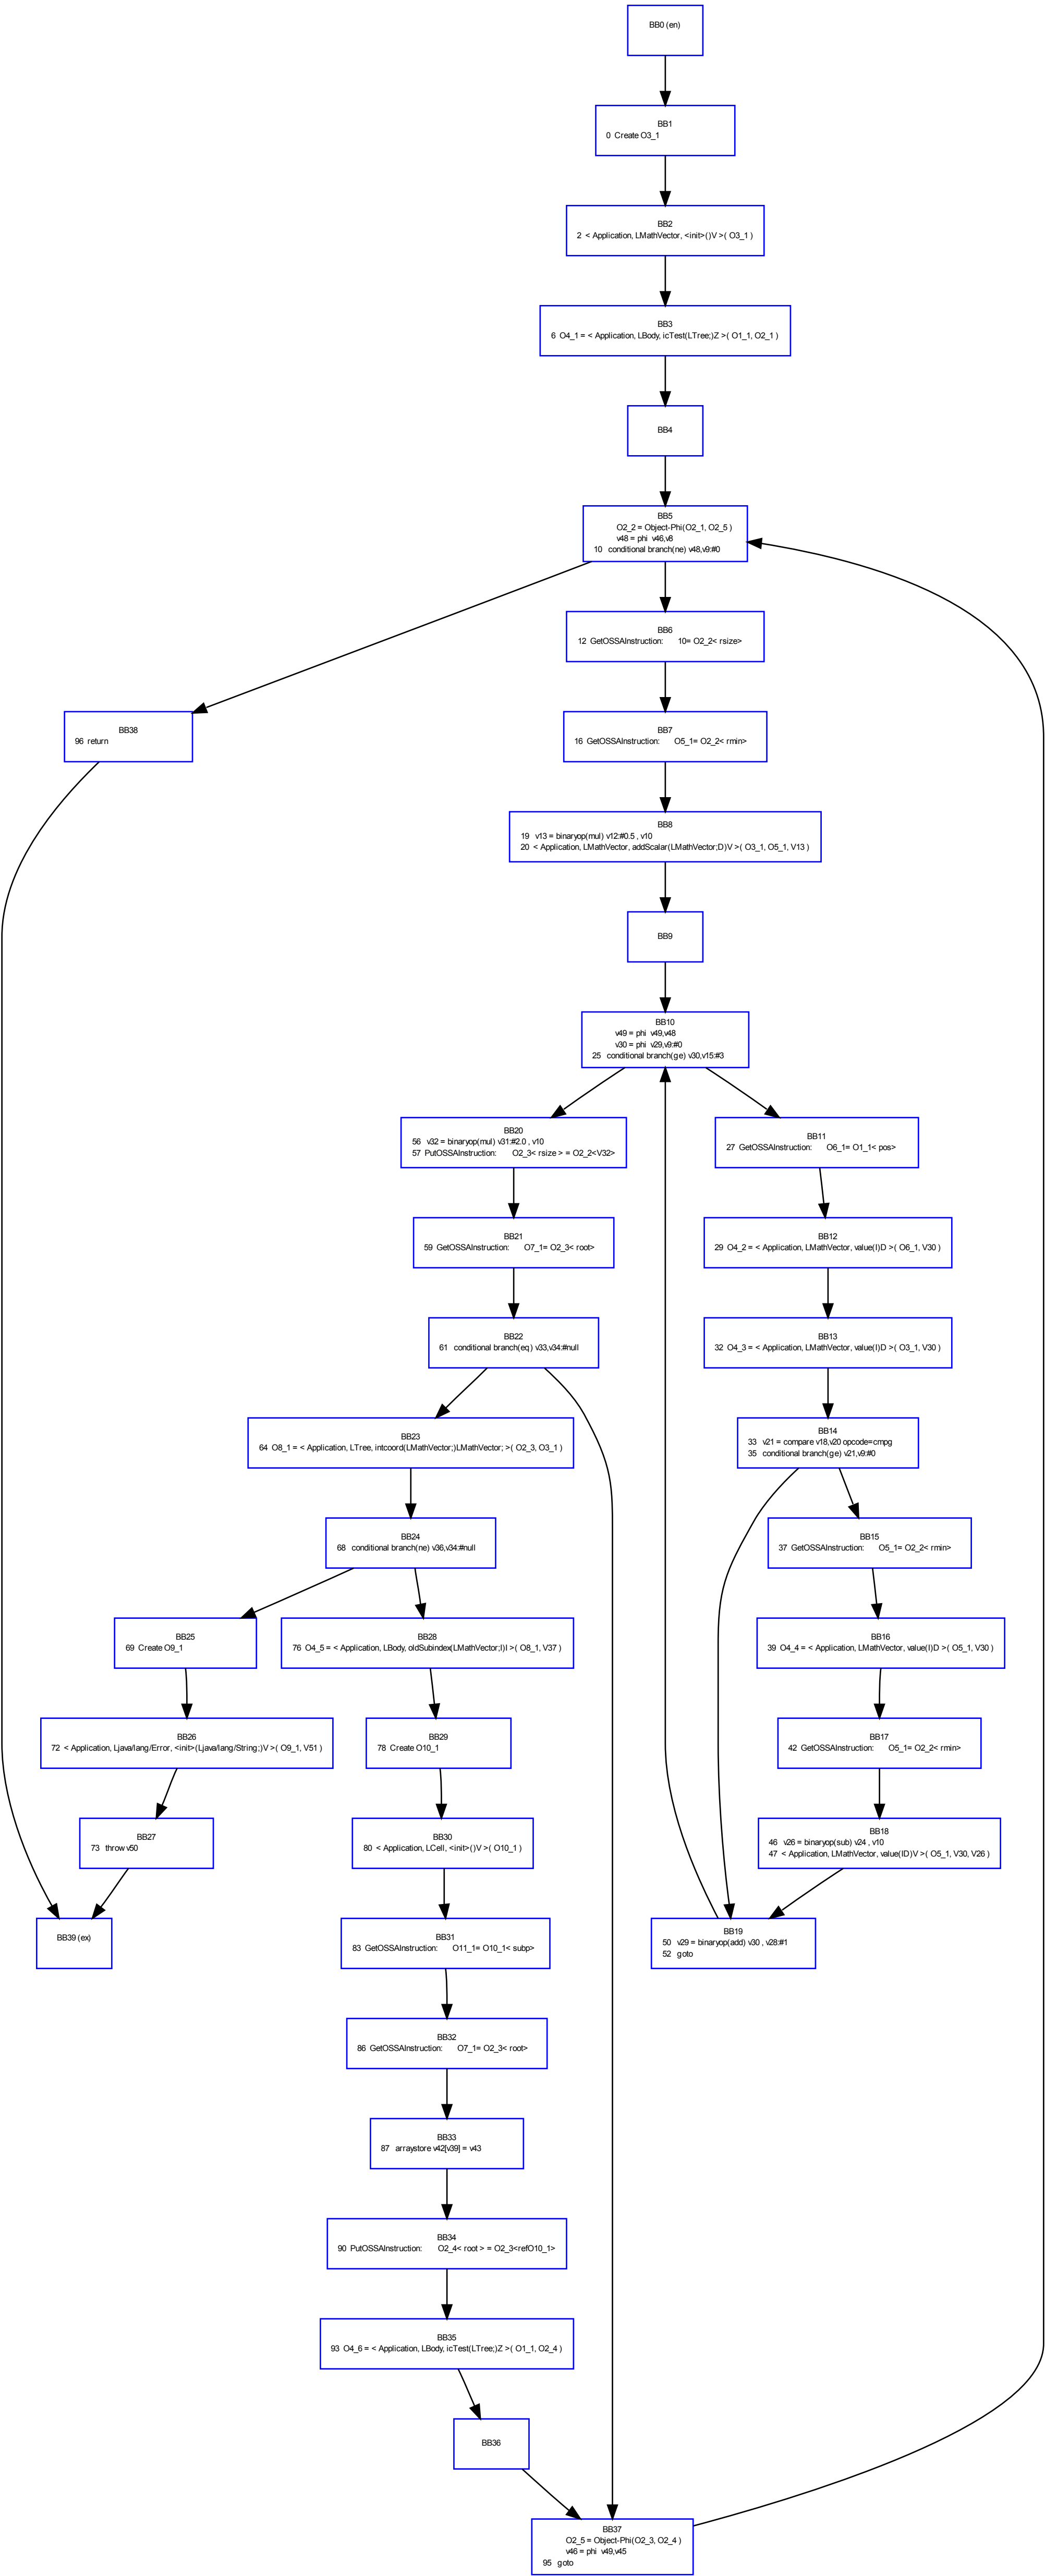 BB0 (en)
BB1
0 Create O3_1
BB2
2 < Application, LMathVector, <init>()V >( O3_1 )
BB3
6 O4_1 = < Application, LBody, icTest(LTree;)Z >( O1_1, O2_1 )
BB4
BB5
O2_2 = Object-Phi(O2_1, O2_5 )
v48 = phi v46,v8
10 conditional branch(ne) v48,v9:#0
BB6
12 GetOSSAInstruction: 10= O2_2< rsize>
BB38
96 return
BB7
16 GetOSSAInstruction: O5_1= O2_2< rmin>
BB8
19 v13 = binaryop(mul) v12:#0.5 , v10
20 < Application, LMathVector, addScalar(LMathVector;D)V >( O3_1, O5_1, V13 )
BB9
BB10
v49 = phi v49,v48
v30 = phi v29,v9:#0
25 conditional branch(ge) v30,v15:#3
BB20
56 v32 = binaryop(mul) v31:#2.0 , v10
57 PutOSSAInstruction: O2_3< rsize > = O2_2<V32>
BB11
27 GetOSSAInstruction: O6_1= O1_1< pos>
BB21
59 GetOSSAInstruction: O7_1= O2_3< root>
BB12
29 O4_2 = < Application, LMathVector, value(I)D >( O6_1, V30 )
BB22
61 conditional branch(eq) v33,v34:#null
BB13
32 O4_3 = < Application, LMathVector, value(I)D >( O3_1, V30 )
BB23
64 O8_1 = < Application, LTree, intcoord(LMathVector;)LMathVector; >( O2_3, O3_1 )
BB14
33 v21 = compare v18,v20 opcode=cmpg
35 conditional branch(ge) v21,v9:#0
BB24
68 conditional branch(ne) v36,v34:#null
BB15
37 GetOSSAInstruction: O5_1= O2_2< rmin>
BB25
69 Create O9_1
BB28
76 O4_5 = < Application, LBody, oldSubindex(LMathVector;I)I >( O8_1, V37 )
BB16
39 O4_4 = < Application, LMathVector, value(I)D >( O5_1, V30 )
BB26
72 < Application, Ljava/lang/Error, <init>(Ljava/lang/String;)V >( O9_1, V51 )
BB29
78 Create O10_1
BB17
42 GetOSSAInstruction: O5_1= O2_2< rmin>
BB27
73 throw v50
BB30
80 < Application, LCell, <init>()V >( O10_1 )
BB18
46 v26 = binaryop(sub) v24 , v10
47 < Application, LMathVector, value(ID)V >( O5_1, V30, V26 )
BB39 (ex)
BB31
83 GetOSSAInstruction: O11_1= O10_1< subp>
BB19
50 v29 = binaryop(add) v30 , v28:#1
52 goto
BB32
86 GetOSSAInstruction: O7_1= O2_3< root>
BB33
87 arraystore v42[v39] = v43
BB34
90 PutOSSAInstruction: O2_4< root > = O2_3<refO10_1>
BB35
93 O4_6 = < Application, LBody, icTest(LTree;)Z >( O1_1, O2_4 )
BB36
BB37
O2_5 = Object-Phi(O2_3, O2_4 )
v46 = phi v49,v45
95 goto